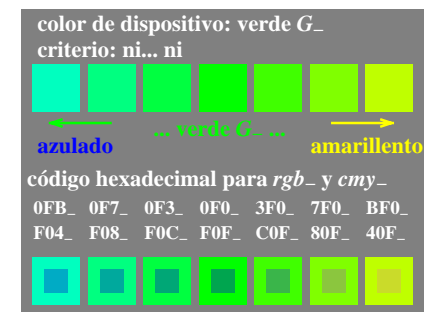 color de dispositivo: verde G_
criterio: ni... ni
... verde G_ ...
azulado amarillento
código hexadecimal para rgb_ y cmy_
0FB_ 0F7_ 0F3_ 0F0_ 3F0_ 7F0_ BF0_
F04_ F08_ F0C_ F0F_ C0F_ 80F_ 40F_